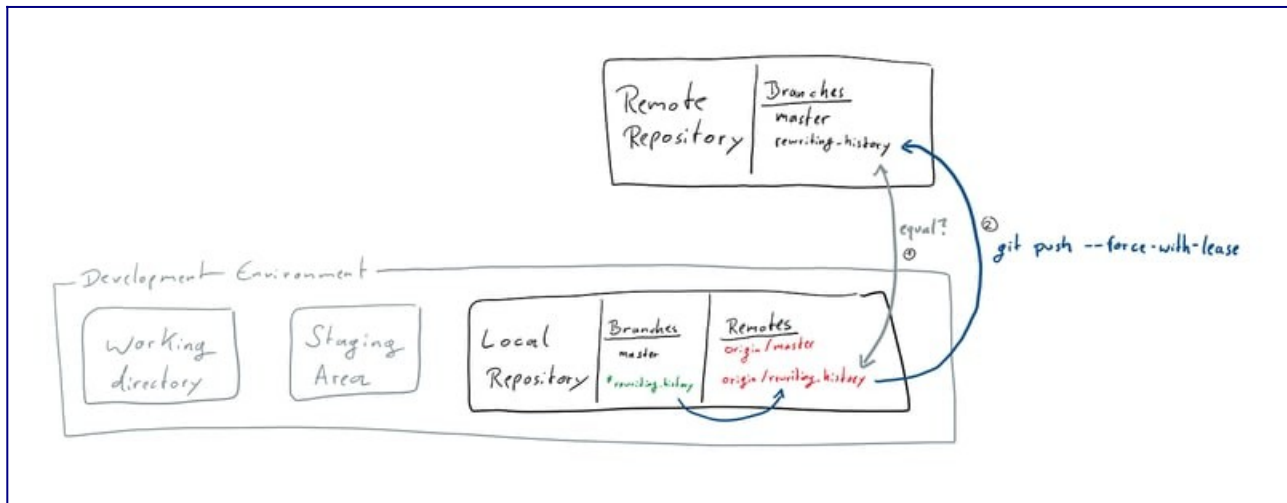 Remote
Repository
Branches
master
rewriting-history
equal?
①
②
git push --force-with-lease
Development Environment
Working
directory
Staging
Area
Local
Repository
Branches
master
*rewriting-history
Remotes
origin/master
origin/rewriting-history